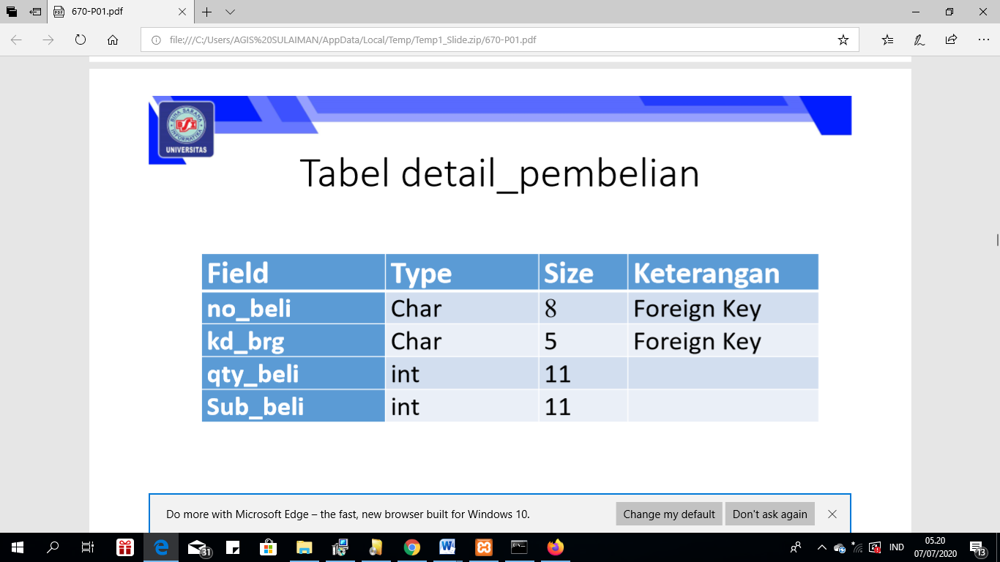 670-P01.pdf
file:///C:/Users/AGIS%20SULAIMAN/AppData/Local/Temp/Temp1_Slide.zip/670-P01.pdf
BINA SARANA
BSI
INFORMATIKA
UNIVERSITAS
Tabel detail_pembelian
Field Type Size Keterangan
no_beli Char 8 Foreign Key
kd_brg Char 5 Foreign Key
qty_beli int 11
Sub_beli int 11
Do more with Microsoft Edge – the fast, new browser built for Windows 10. Change my default Don't ask again
31 IND 05.20
07/07/2020 13